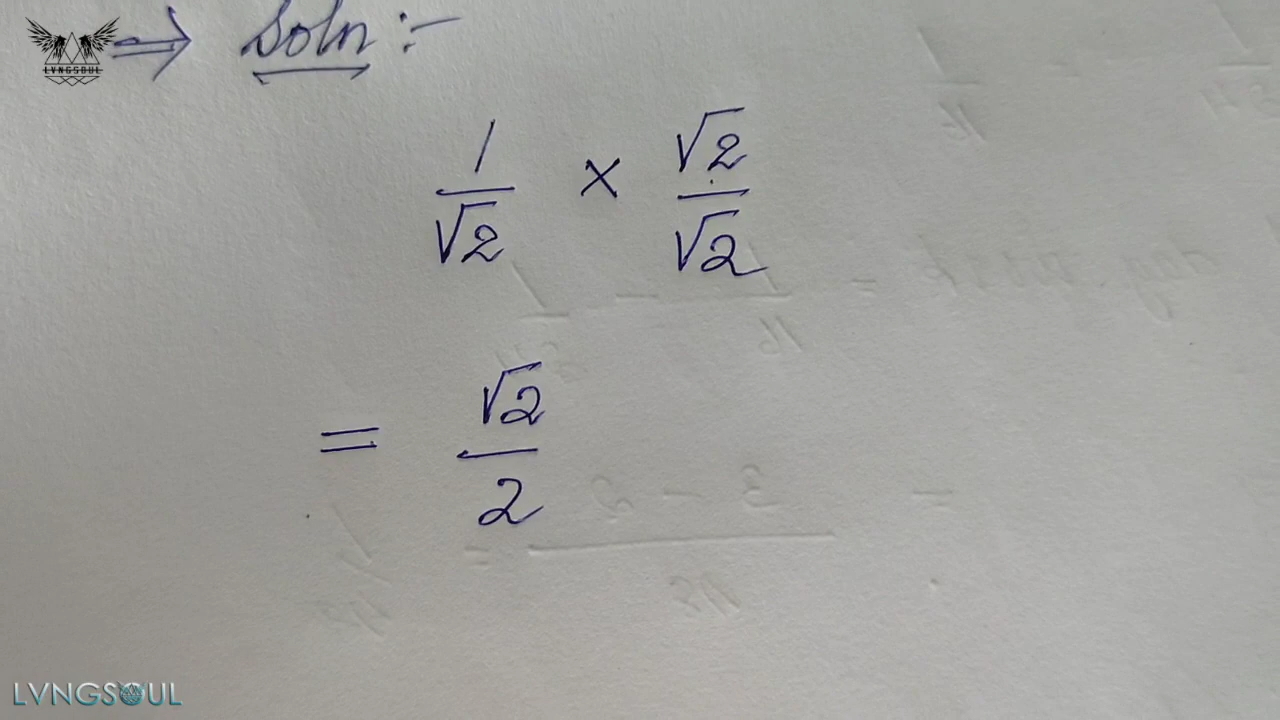 LVNGSOUL
⇒ Soln :-
1/√2 × √2/√2
= √2/2
LVNGSOUL